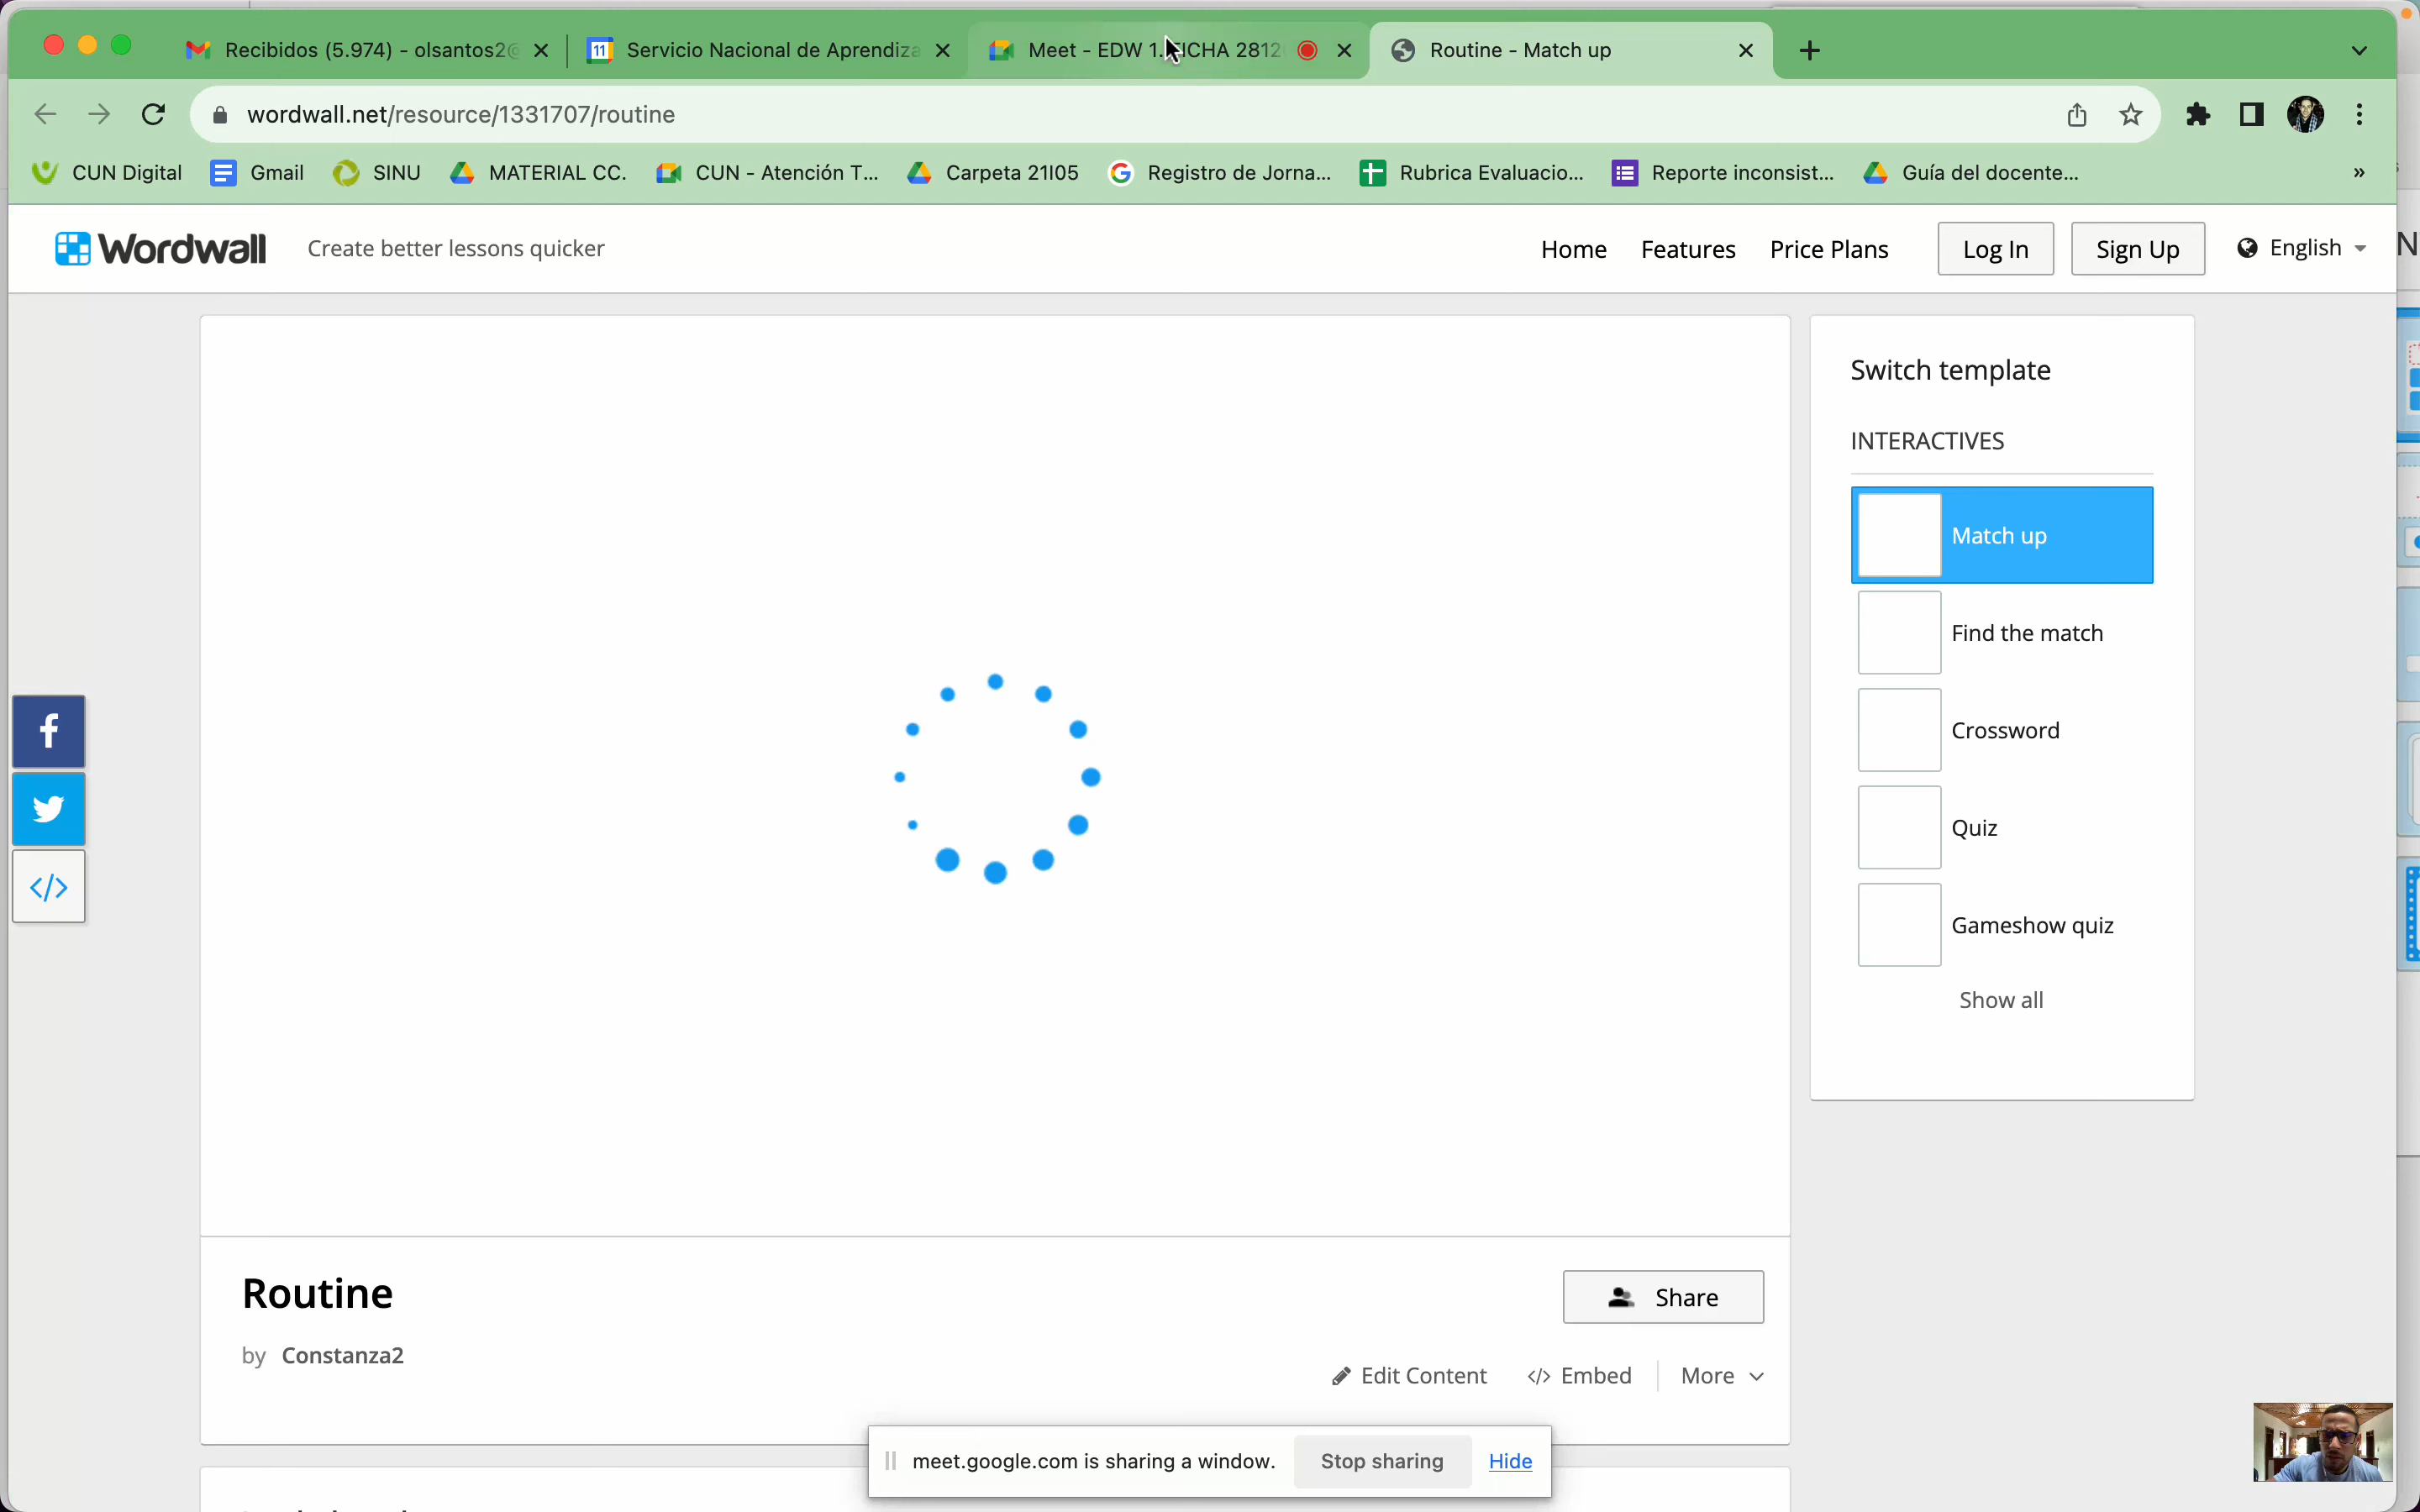 Recibidos (5.974) - olsantos2@
Servicio Nacional de Aprendiza
Meet - EDW 1. FICHA 2812
Routine - Match up
wordwall.net/resource/1331707/routine
CUN Digital
Gmail
SINU
MATERIAL CC.
CUN - Atención T...
Carpeta 21I05
Registro de Jorna...
Rubrica Evaluacio...
Reporte inconsist...
Guía del docente...
»
Wordwall
Create better lessons quicker
Home
Features
Price Plans
Log In
Sign Up
English
Switch template
INTERACTIVES
Match up
Find the match
Crossword
Quiz
Gameshow quiz
Show all
Routine
by Constanza2
Share
Edit Content
Embed
More
meet.google.com is sharing a window.
Stop sharing
Hide